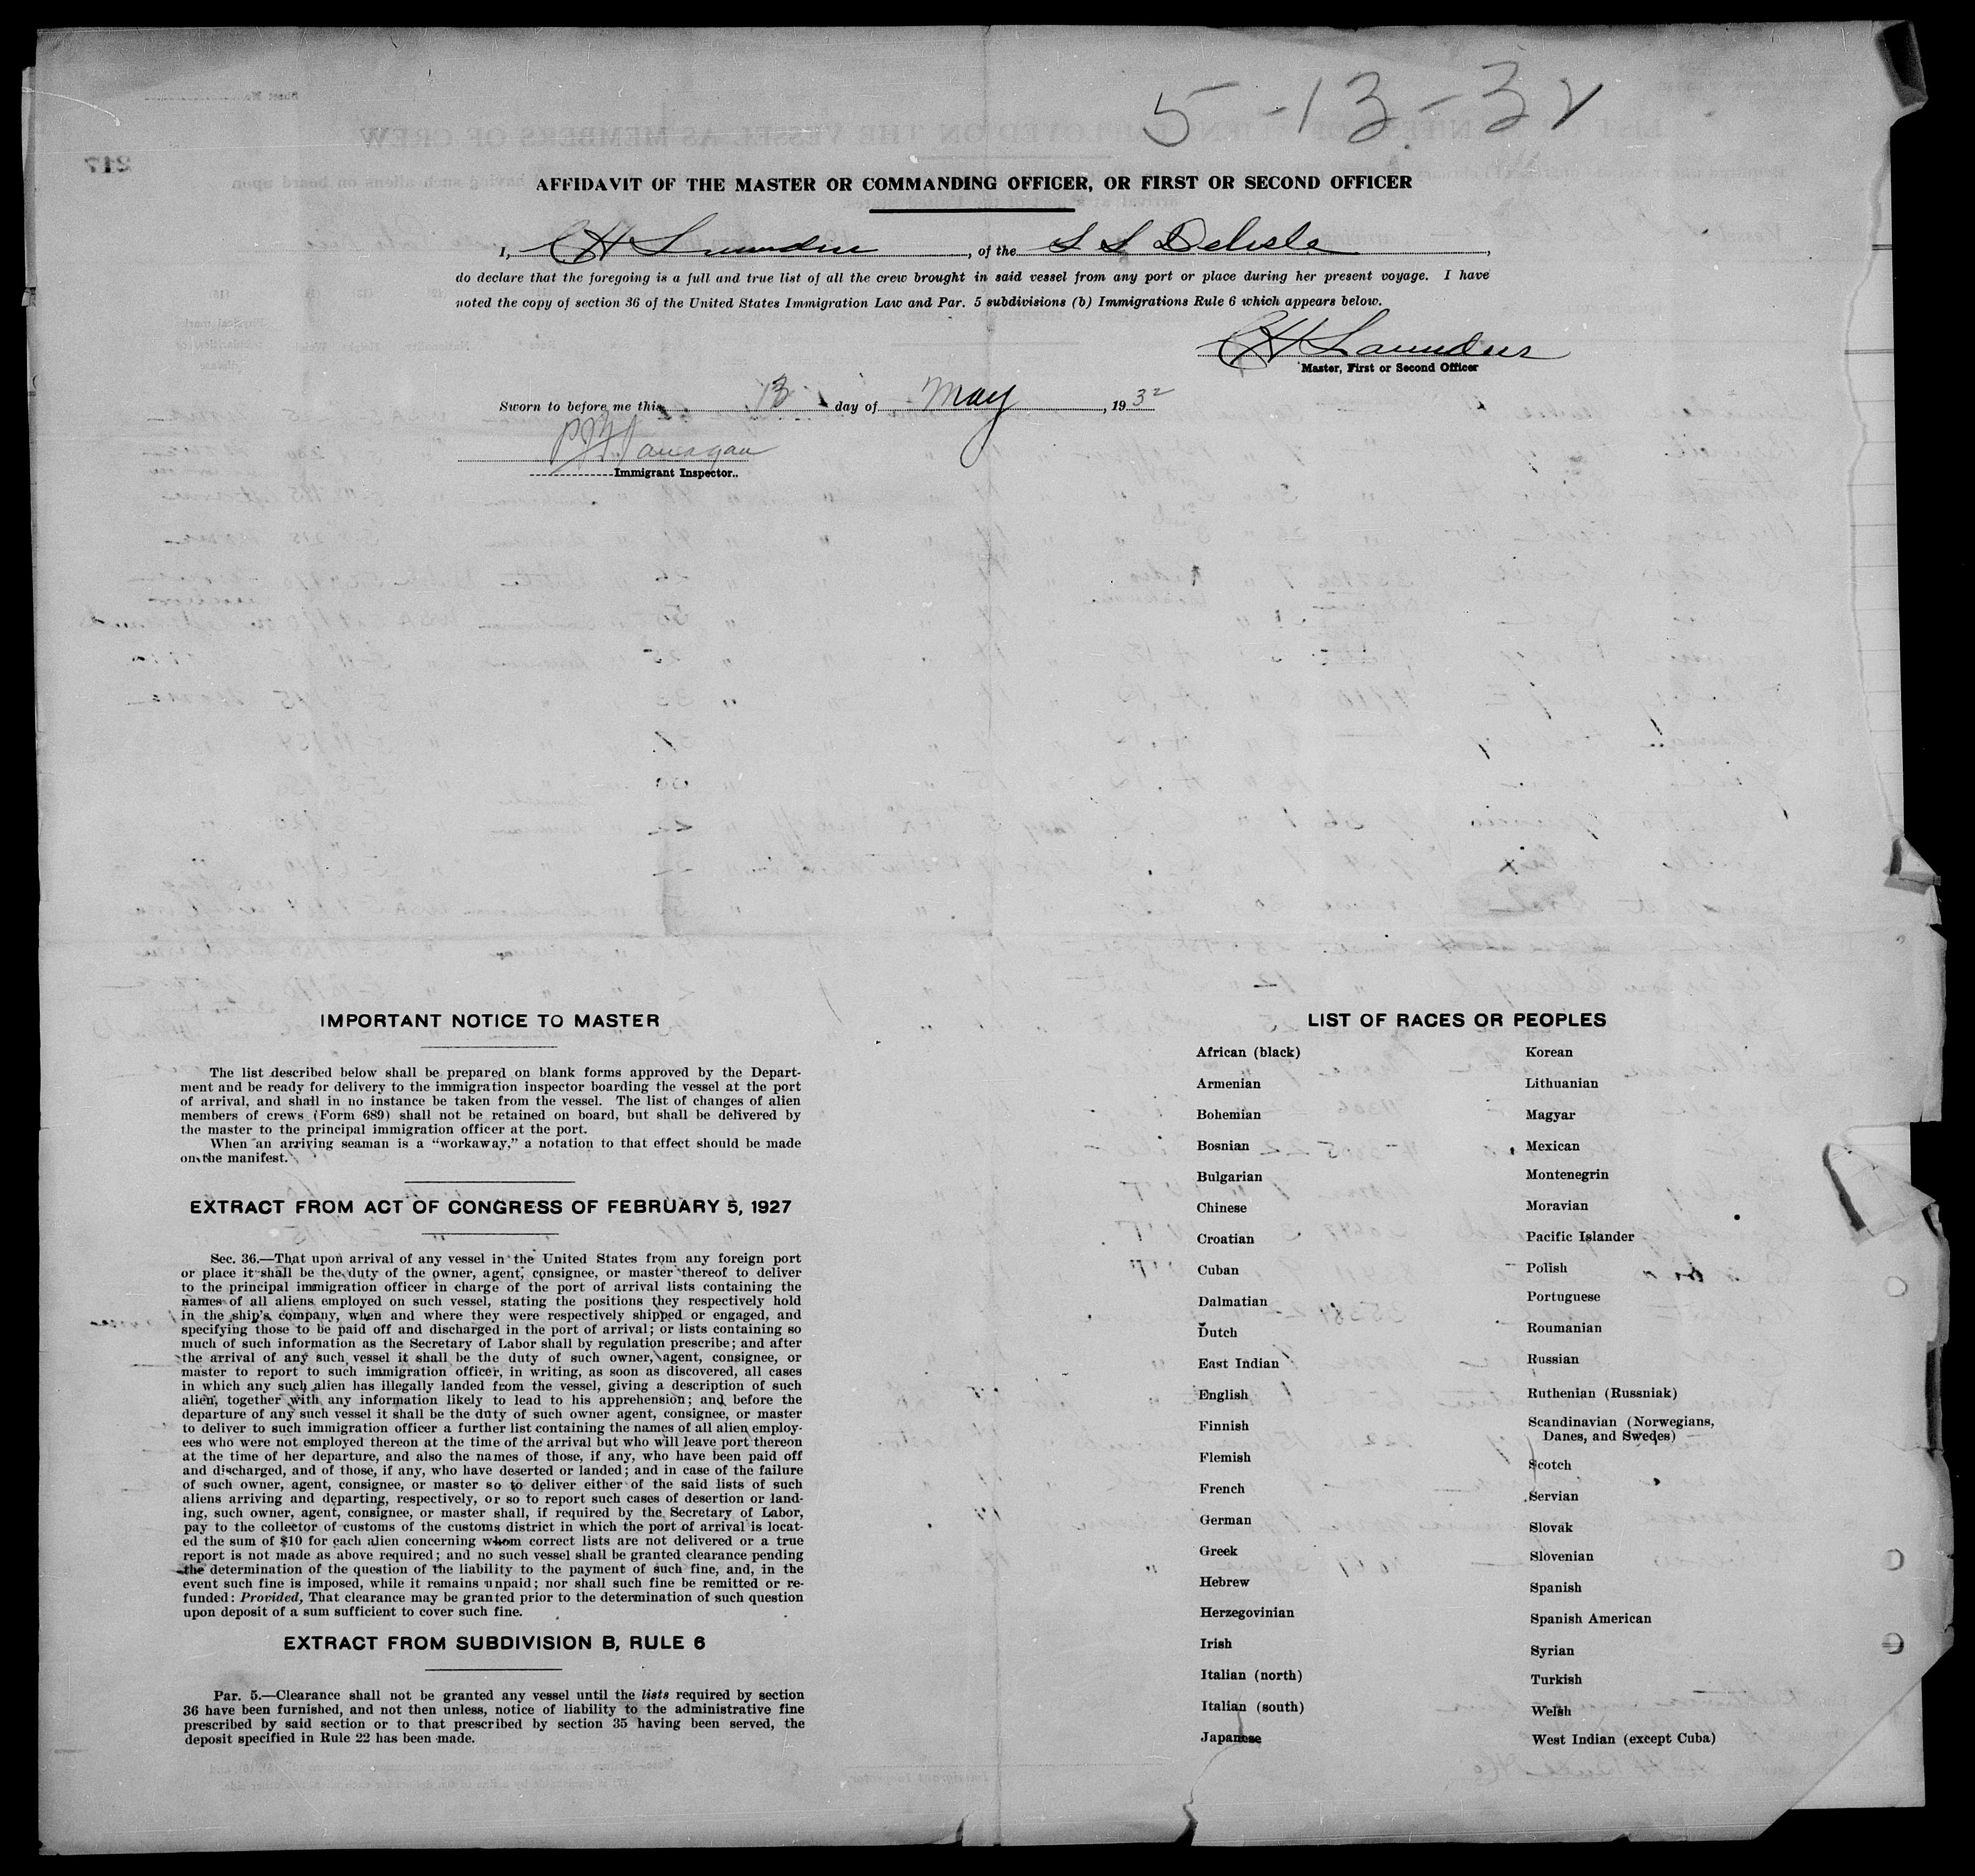 5-13-32
217
AFFIDAVIT OF THE MASTER OR COMMANDING OFFICER, OR FIRST OR SECOND OFFICER
I, C H Saunders, of the S S Delisle,
do declare that the foregoing is a full and true list of all the crew brought in said vessel from any port or place during her present voyage. I have
noted the copy of section 36 of the United States Immigration Law and Par. 5 subdivisions (b) Immigrations Rule 6 which appears below.
C H Saunders
Master, First or Second Officer
Sworn to before me this 13 day of May, 1932
Immigrant Inspector..
IMPORTANT NOTICE TO MASTER
The list described below shall be prepared on blank forms approved by the Depart-
ment and be ready for delivery to the immigration inspector boarding the vessel at the port
of arrival, and shall in no instance be taken from the vessel. The list of changes of alien
members of crews (Form 689) shall not be retained on board, but shall be delivered by
the master to the principal immigration officer at the port.
When an arriving seaman is a “workaway,” a notation to that effect should be made
on the manifest.
EXTRACT FROM ACT OF CONGRESS OF FEBRUARY 5, 1927
Sec. 36.—That upon arrival of any vessel in the United States from any foreign port
or place it shall be the duty of the owner, agent, consignee, or master thereof to deliver
to the principal immigration officer in charge of the port of arrival lists containing the
names of all aliens employed on such vessel, stating the positions they respectively hold
in the ship's company, when and where they were respectively shipped or engaged, and
specifying those to be paid off and discharged in the port of arrival; or lists containing so
much of such information as the Secretary of Labor shall by regulation prescribe; and after
the arrival of any such vessel it shall be the duty of such owner, agent, consignee, or
master to report to such immigration officer, in writing, as soon as discovered, all cases
in which any such alien has illegally landed from the vessel, giving a description of such
alien, together with any information likely to lead to his apprehension; and before the
departure of any such vessel it shall be the duty of such owner agent, consignee, or master
to deliver to such immigration officer a further list containing the names of all alien employ-
ees who were not employed thereon at the time of the arrival but who will leave port thereon
at the time of her departure, and also the names of those, if any, who have been paid off
and discharged, and of those, if any, who have deserted or landed; and in case of the failure
of such owner, agent, consignee, or master so to deliver either of the said lists of such
aliens arriving and departing, respectively, or so to report such cases of desertion or land-
ing, such owner, agent, consignee, or master shall, if required by the Secretary of Labor,
pay to the collector of customs of the customs district in which the port of arrival is locat-
ed the sum of $10 for each alien concerning whom correct lists are not delivered or a true
report is not made as above required; and no such vessel shall be granted clearance pending
the determination of the question of the liability to the payment of such fine, and, in the
event such fine is imposed, while it remains unpaid; nor shall such fine be remitted or re-
funded: Provided, That clearance may be granted prior to the determination of such question
upon deposit of a sum sufficient to cover such fine.
EXTRACT FROM SUBDIVISION B, RULE 6
Par. 5.—Clearance shall not be granted any vessel until the lists required by section
36 have been furnished, and not then unless, notice of liability to the administrative fine
prescribed by said section or to that prescribed by section 35 having been served, the
deposit specified in Rule 22 has been made.
LIST OF RACES OR PEOPLES
African (black)
Armenian
Bohemian
Bosnian
Bulgarian
Chinese
Croatian
Cuban
Dalmatian
Dutch
East Indian
English
Finnish
Flemish
French
German
Greek
Hebrew
Herzegovinian
Irish
Italian (north)
Italian (south)
Japanese
Korean
Lithuanian
Magyar
Mexican
Montenegrin
Moravian
Pacific Islander
Polish
Portuguese
Roumanian
Russian
Ruthenian (Russniak)
Scandinavian (Norwegians,
Danes, and Swedes)
Scotch
Servian
Slovak
Slovenian
Spanish
Spanish American
Syrian
Turkish
Welsh
West Indian (except Cuba)